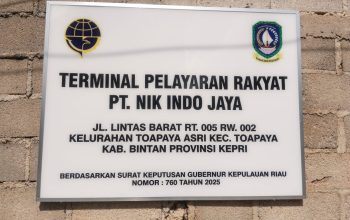 TERMINAL PELAYARAN RAKYAT
PT. NIK INDO JAYA
JL. LINTAS BARAT RT. 005 RW. 002
KELURAHAN TOAPAYA ASRI KEC. TOAPAYA
KAB. BINTAN PROVINSI KEPRI
BERDASARKAN SURAT KEPUTUSAN GUBERNUR KEPULAUAN RIAU
NOMOR : 760 TAHUN 2025